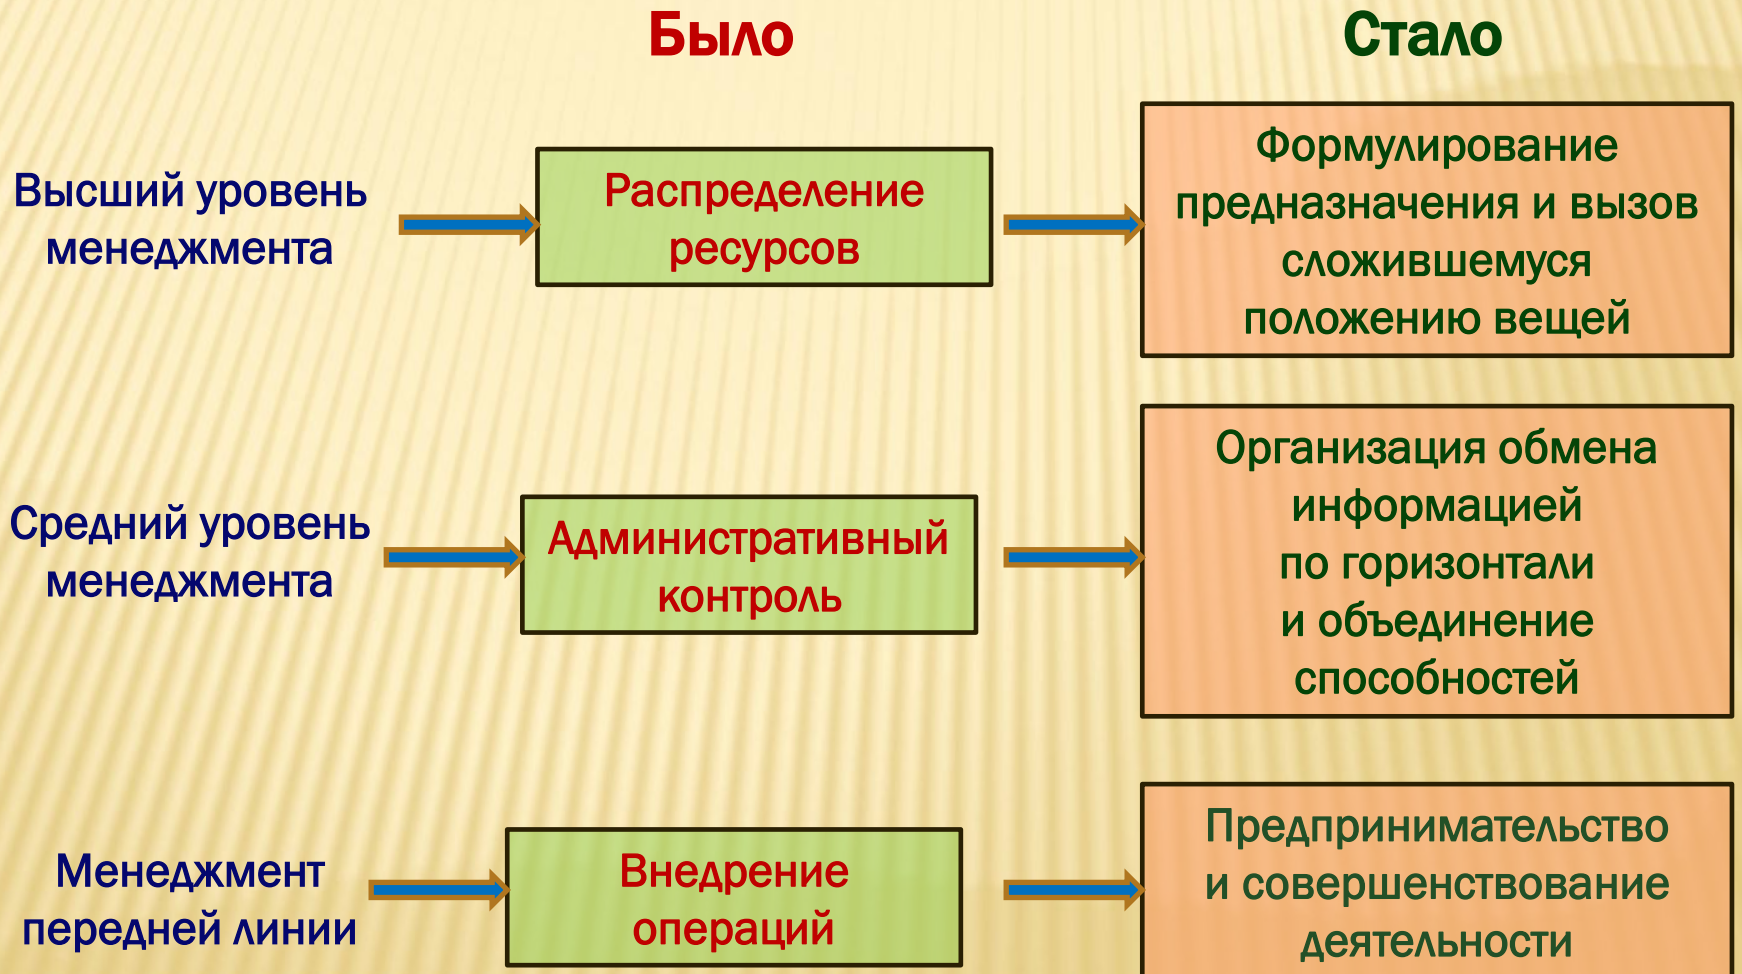 Было
Стало
Высший уровень
менеджмента
Распределение
ресурсов
Формулирование
предназначения и вызов
сложившемуся
положению вещей
Средний уровень
менеджмента
Административный
контроль
Организация обмена
информацией
по горизонтали
и объединение
способностей
Менеджмент
передней линии
Внедрение
операций
Предпринимательство
и совершенствование
деятельности